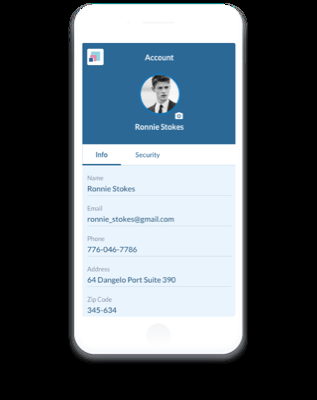 Account
Ronnie Stokes
Info Security
Name
Ronnie Stokes
Email
ronnie_stokes@gmail.com
Phone
776-046-7786
Address
64 Dangelo Port Suite 390
Zip Code
345-634